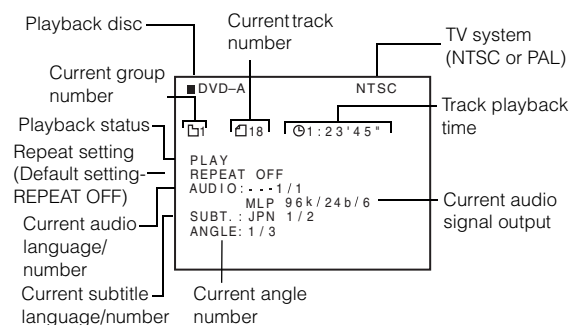 Playback disc
Current track
number
TV system
(NTSC or PAL)
Current group
number
DVD–A
NTSC
1
18
1:23'45"
Track playback
time
Playback status
PLAY
Repeat setting
(Default setting-
REPEAT OFF)
REPEAT OFF
AUDIO:---1/1
MLP 96k/24b/6
SUBT.: JPN 1/2
ANGLE: 1/3
Current audio
signal output
Current audio
language/
number
Current subtitle
language/number
Current angle
number